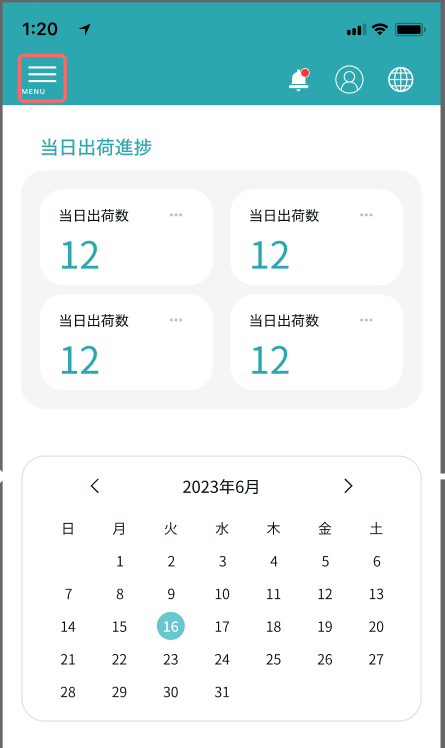 1:20
MENU
当日出荷進捗
当日出荷数 ... 当日出荷数 ...
12 12
当日出荷数 ... 当日出荷数 ...
12 12
2023年6月
日 月 火 水 木 金 土
1 2 3 4 5 6
7 8 9 10 11 12 13
14 15 16 17 18 19 20
21 22 23 24 25 26 27
28 29 30 31